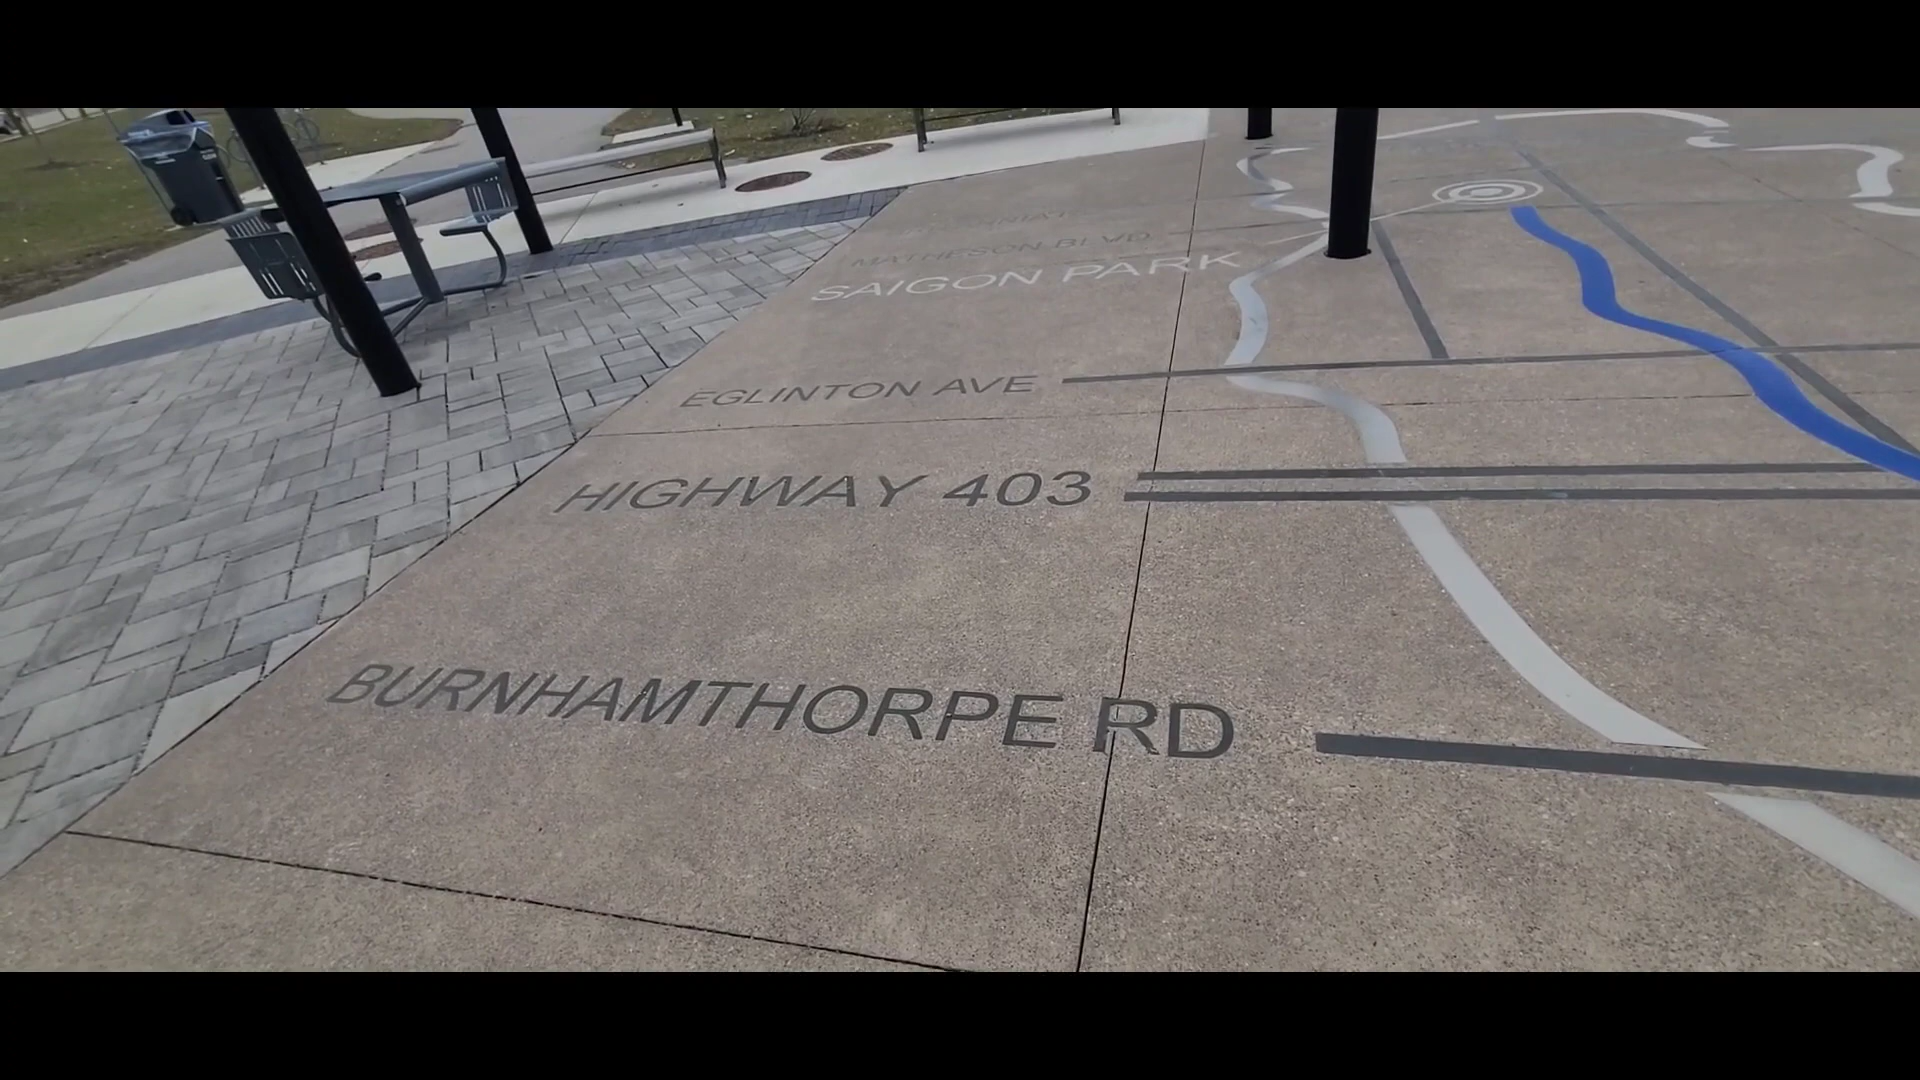 MATHESON BLVD
SAIGON PARK
EGLINTON AVE
HIGHWAY 403
BURNHAMTHORPE RD